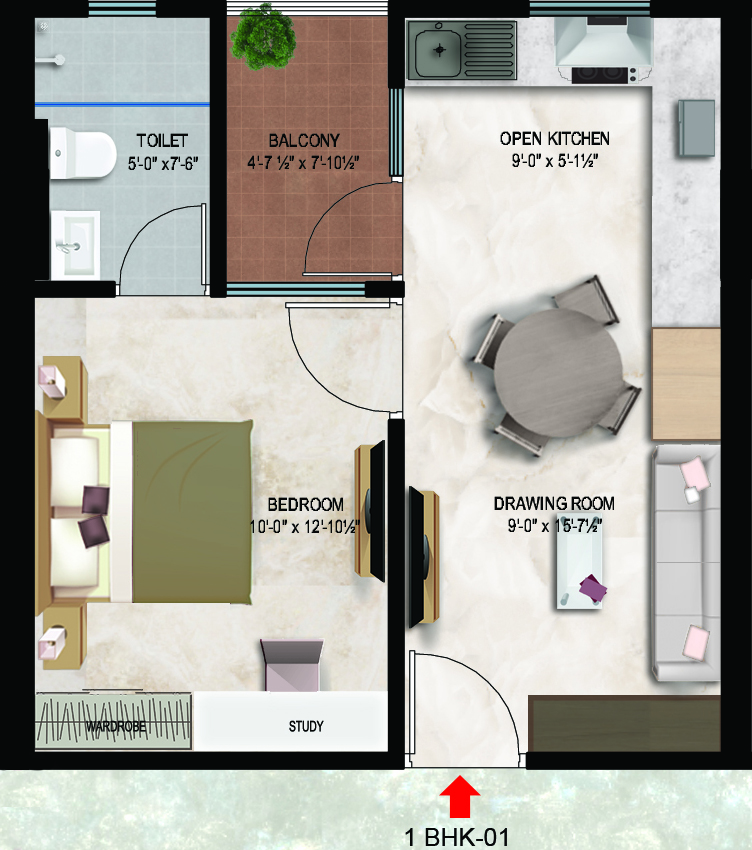 TOILET
5'-0" x7'-6"
BALCONY
4'-7 ½" x 7'-10½"
OPEN KITCHEN
9'-0" x 5'-1½"
BEDROOM
10'-0" x 12'-10½"
DRAWING ROOM
9'-0" x 15'-7½"
WARDROBE
STUDY
1 BHK-01